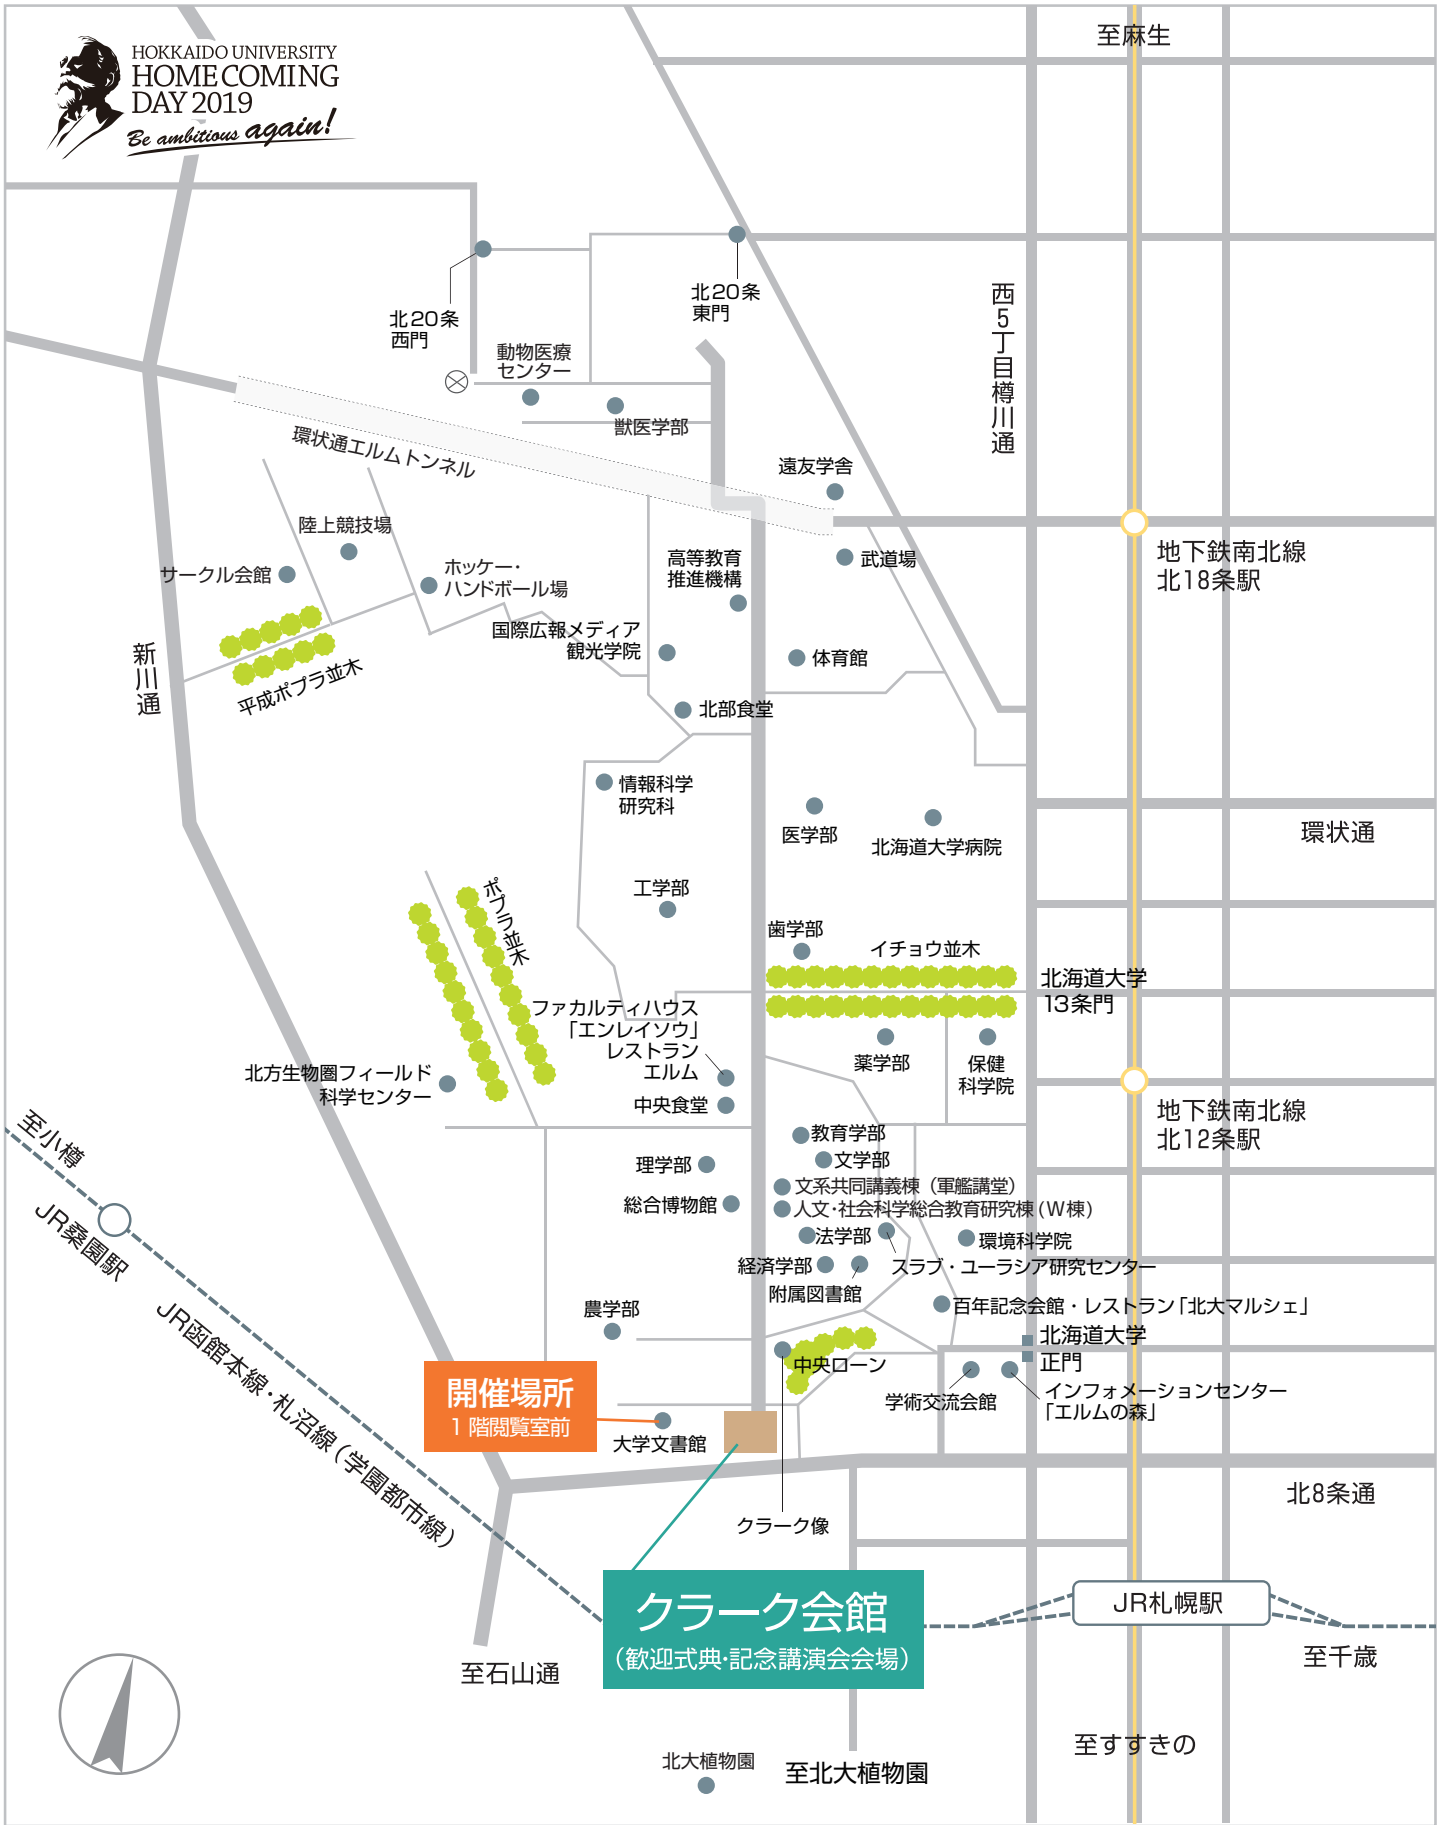 HOKKAIDO UNIVERSITY
HOME COMING
DAY 2019
Be ambitious again!
至麻生
北20条
西門
北20条
東門
西5丁目樽川通
動物医療
センター
獣医学部
環状通エルムトンネル
遠友学舎
陸上競技場
サークル会館
ホッケー・
ハンドボール場
高等教育
推進機構
武道場
地下鉄南北線
北18条駅
国際広報メディア
観光学院
体育館
新川通
平成ポプラ並木
北部食堂
情報科学
研究科
医学部
北海道大学病院
環状通
工学部
ポプラ並木
歯学部
イチョウ並木
北海道大学
13条門
ファカルティハウス
「エンレイソウ」
レストラン
エルム
薬学部
保健
科学院
北方生物圏フィールド
科学センター
中央食堂
地下鉄南北線
北12条駅
教育学部
文学部
理学部
文系共同講義棟（軍艦講堂）
総合博物館
人文・社会科学総合教育研究棟(W棟)
法学部
環境科学院
経済学部
スラブ・ユーラシア研究センター
附属図書館
至小樽
JR桑園駅
JR函館本線・札沼線（学園都市線）
農学部
百年記念会館・レストラン「北大マルシェ」
北海道大学
正門
中央ローン
学術交流会館
インフォメーションセンター
「エルムの森」
開催場所
1階閲覧室前
大学文書館
北8条通
クラーク像
クラーク会館
（歓迎式典・記念講演会会場）
JR札幌駅
至千歳
至石山通
至すすきの
北大植物園
至北大植物園